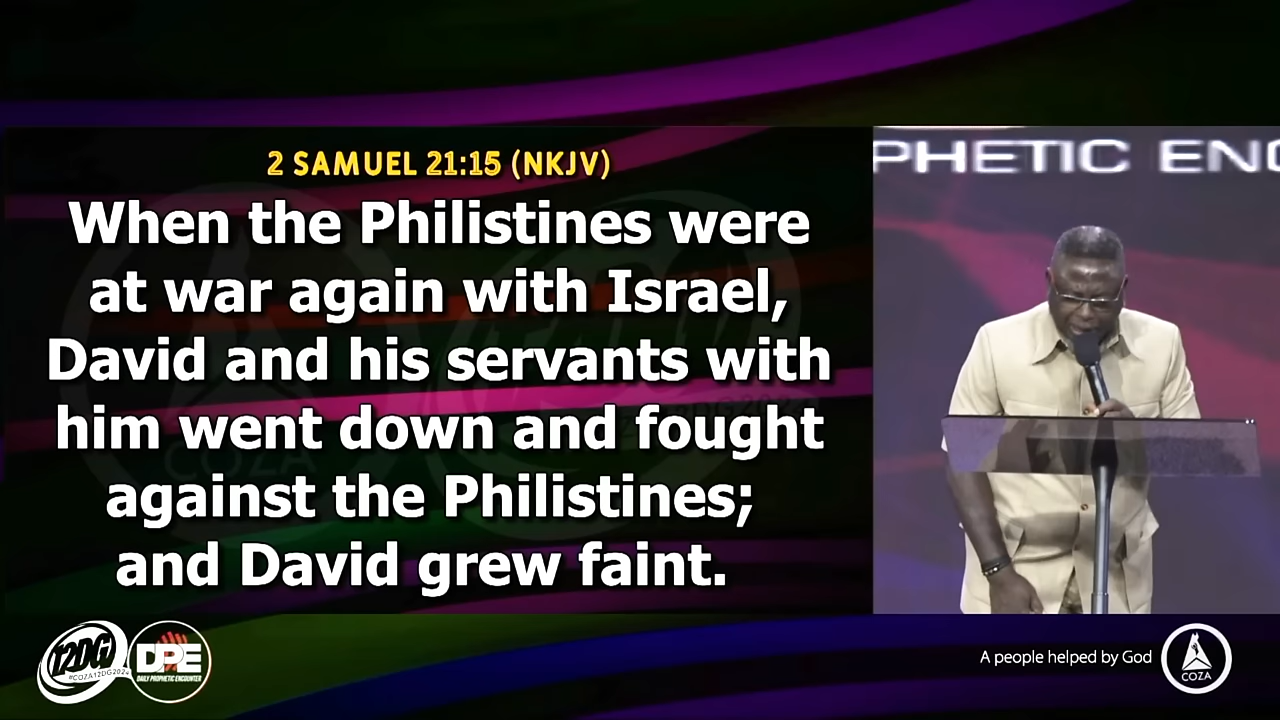 PHETIC ENC
2 SAMUEL 21:15 (NKJV)
When the Philistines were
at war again with Israel,
David and his servants with
him went down and fought
against the Philistines;
and David grew faint.
12DG
#COZA12DG2024
DPE
DAILY PROPHETIC ENCOUNTER
A people helped by God
COZA